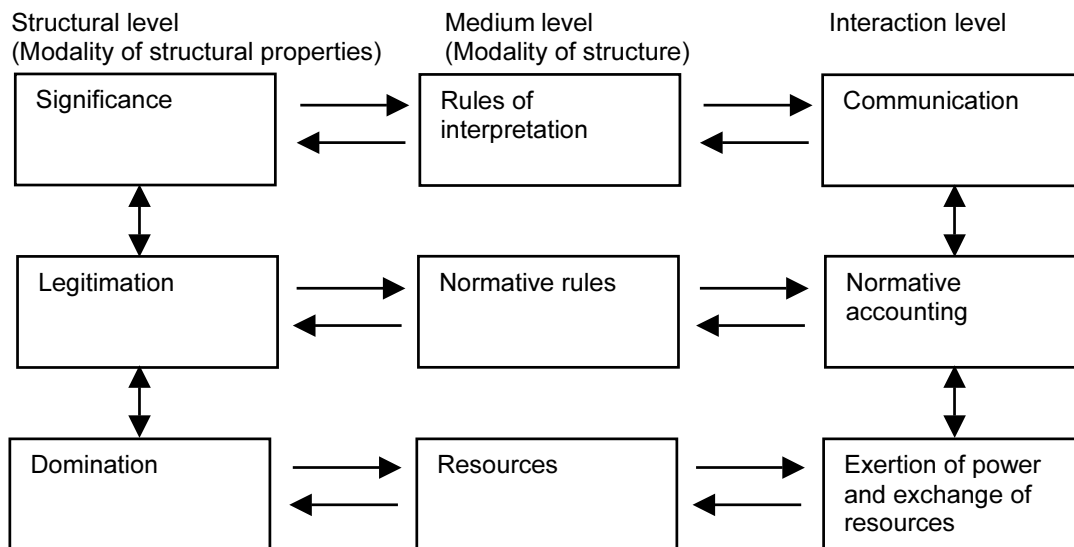 Structural level
(Modality of structural properties)
Medium level
(Modality of structure)
Interaction level
Significance
Rules of
interpretation
Communication
Legitimation
Normative rules
Normative
accounting
Domination
Resources
Exertion of power
and exchange of
resources